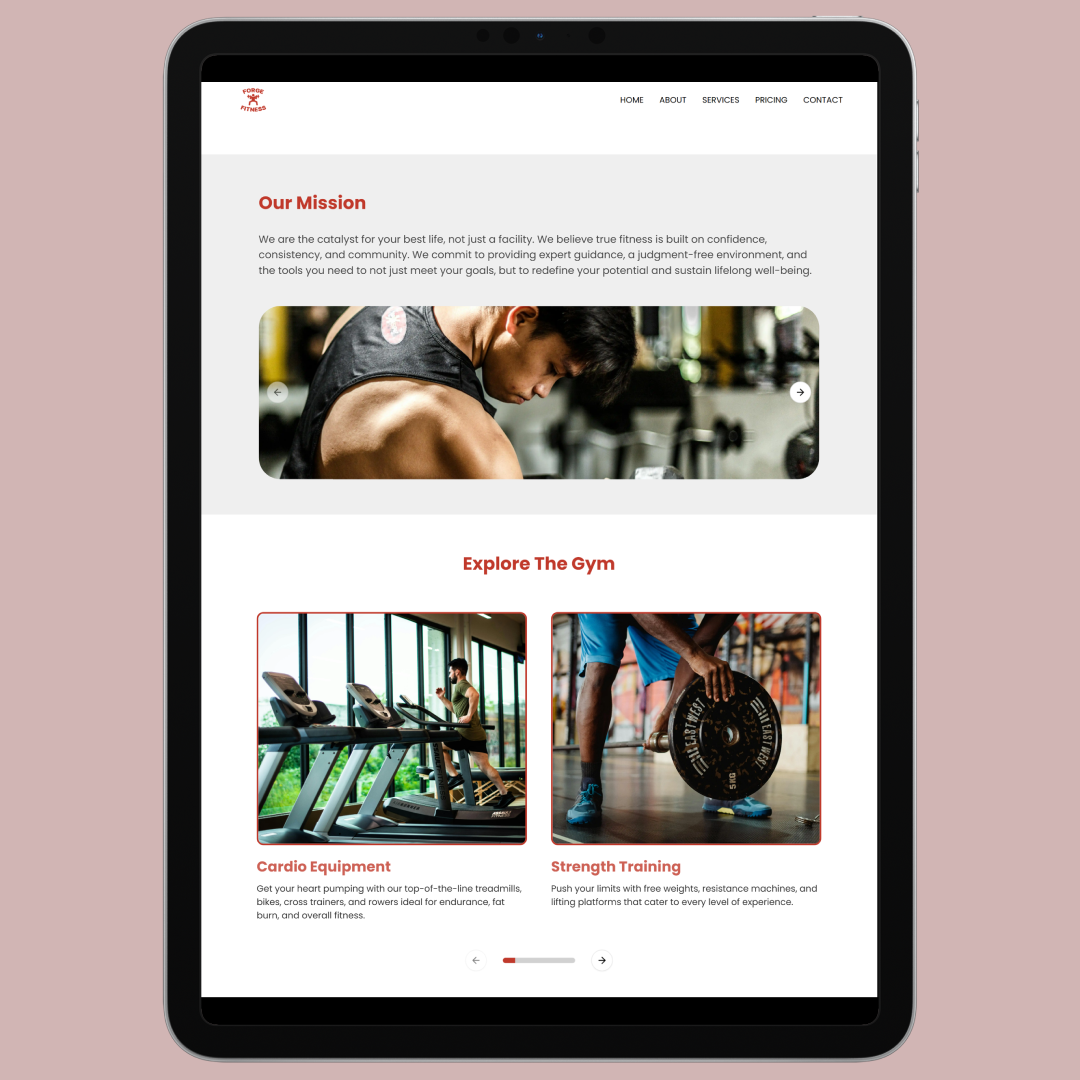 FORGE
FITNESS
HOME ABOUT SERVICES PRICING CONTACT
Our Mission
We are the catalyst for your best life, not just a facility. We believe true fitness is built on confidence,
consistency, and community. We commit to providing expert guidance, a judgment-free environment, and
the tools you need to not just meet your goals, but to redefine your potential and sustain lifelong well-being.
Explore The Gym
EASTWEST
EASTWEST
5KG
Cardio Equipment
Strength Training
Get your heart pumping with our top-of-the-line treadmills,
bikes, cross trainers, and rowers ideal for endurance, fat
burn, and overall fitness.
Push your limits with free weights, resistance machines, and
lifting platforms that cater to every level of experience.